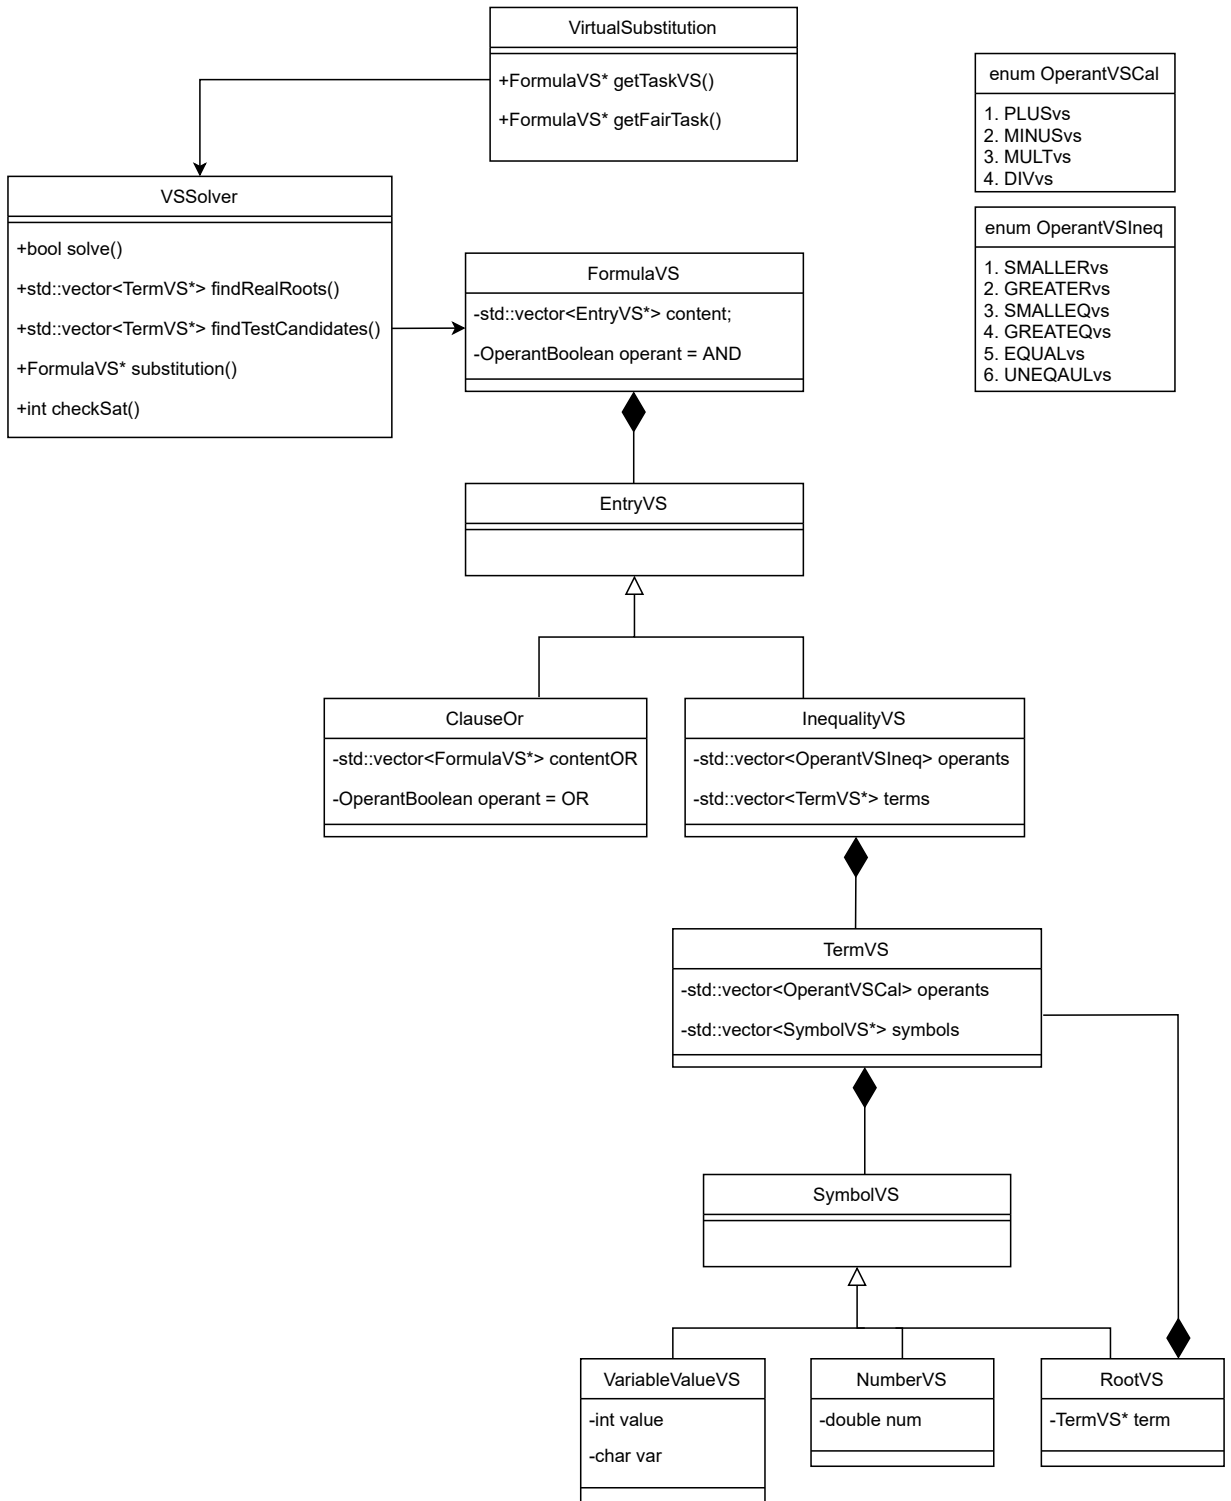 VirtualSubstitution
+FormulaVS* getTaskVS()
+FormulaVS* getFairTask()
enum OperantVSCal
1. PLUSvs
2. MINUSvs
3. MULTvs
4. DIVvs
VSSolver
+bool solve()
+std::vector<TermVS*> findRealRoots()
+std::vector<TermVS*> findTestCandidates()
+FormulaVS* substitution()
+int checkSat()
enum OperantVSIneq
1. SMALLERvs
2. GREATERvs
3. SMALLEQvs
4. GREATEQvs
5. EQUALvs
6. UNEQAULvs
FormulaVS
-std::vector<EntryVS*> content;
-OperantBoolean operant = AND
EntryVS
ClauseOr
-std::vector<FormulaVS*> contentOR
-OperantBoolean operant = OR
InequalityVS
-std::vector<OperantVSIneq> operants
-std::vector<TermVS*> terms
TermVS
-std::vector<OperantVSCal> operants
-std::vector<SymbolVS*> symbols
SymbolVS
VariableValueVS
-int value
-char var
NumberVS
-double num
RootVS
-TermVS* term